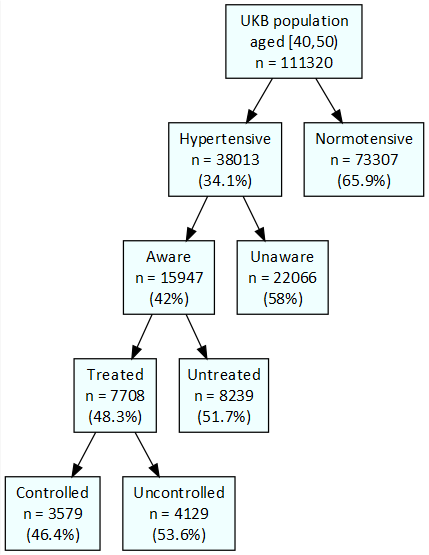 UKB population
aged [40,50)
n = 111320
Hypertensive
n = 38013
(34.1%)
Normotensive
n = 73307
(65.9%)
Aware
n = 15947
(42%)
Unaware
n = 22066
(58%)
Treated
n = 7708
(48.3%)
Untreated
n = 8239
(51.7%)
Controlled
n = 3579
(46.4%)
Uncontrolled
n = 4129
(53.6%)